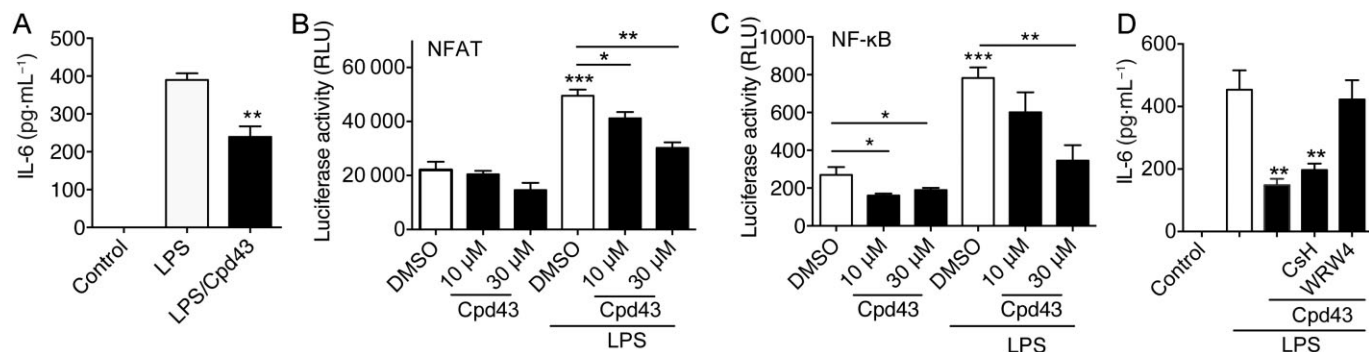 A
IL-6 (pg·mL⁻¹)
500
400
300
200
100
0
**
Control
LPS
LPS/Cpd43
B
NFAT
Luciferase activity (RLU)
60 000
40 000
20 000
0
***
*
**
DMSO
10 µM
30 µM
DMSO
10 µM
30 µM
Cpd43
Cpd43
LPS
C
NF-κB
Luciferase activity (RLU)
1000
800
600
400
200
0
*
*
***
**
DMSO
10 µM
30 µM
DMSO
10 µM
30 µM
Cpd43
Cpd43
LPS
D
IL-6 (pg·mL⁻¹)
600
400
200
0
**
**
Control
CsH
WRW4
Cpd43
LPS